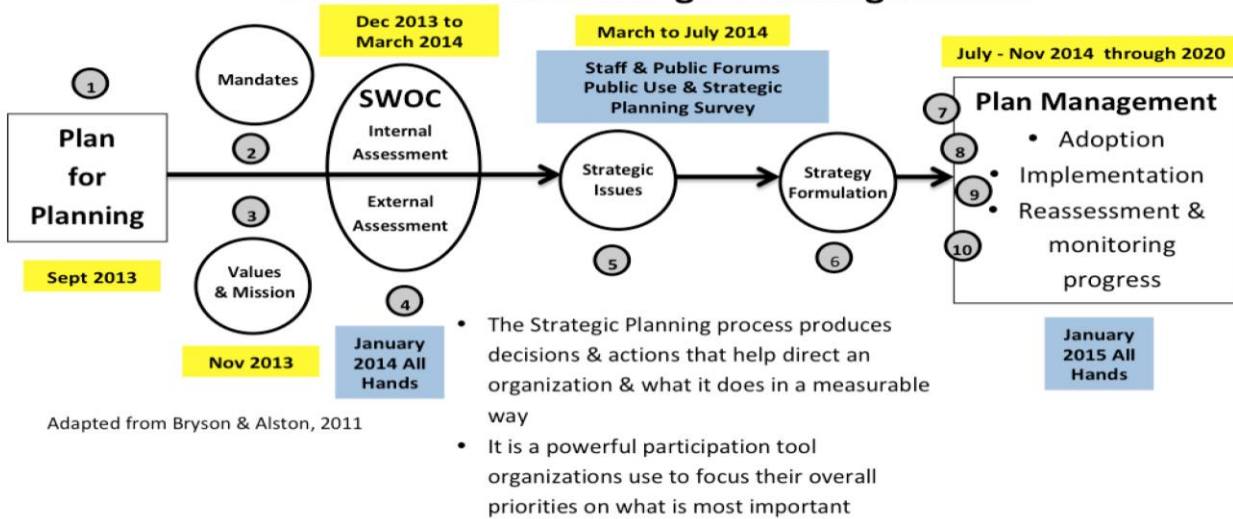 1
Plan
for
Planning
Sept 2013
Mandates
2
3
Values
& Mission
Nov 2013
Dec 2013 to
March 2014
SWOC
Internal
Assessment
External
Assessment
4
January
2014 All
Hands
March to July 2014
Staff & Public Forums
Public Use & Strategic
Planning Survey
Strategic
Issues
5
Strategy
Formulation
6
July - Nov 2014 through 2020
Plan Management
• Adoption
• Implementation
• Reassessment &
monitoring
progress
7
8
9
10
January
2015 All
Hands
• The Strategic Planning process produces
decisions & actions that help direct an
organization & what it does in a measurable
way
• It is a powerful participation tool
organizations use to focus their overall
priorities on what is most important
Adapted from Bryson & Alston, 2011